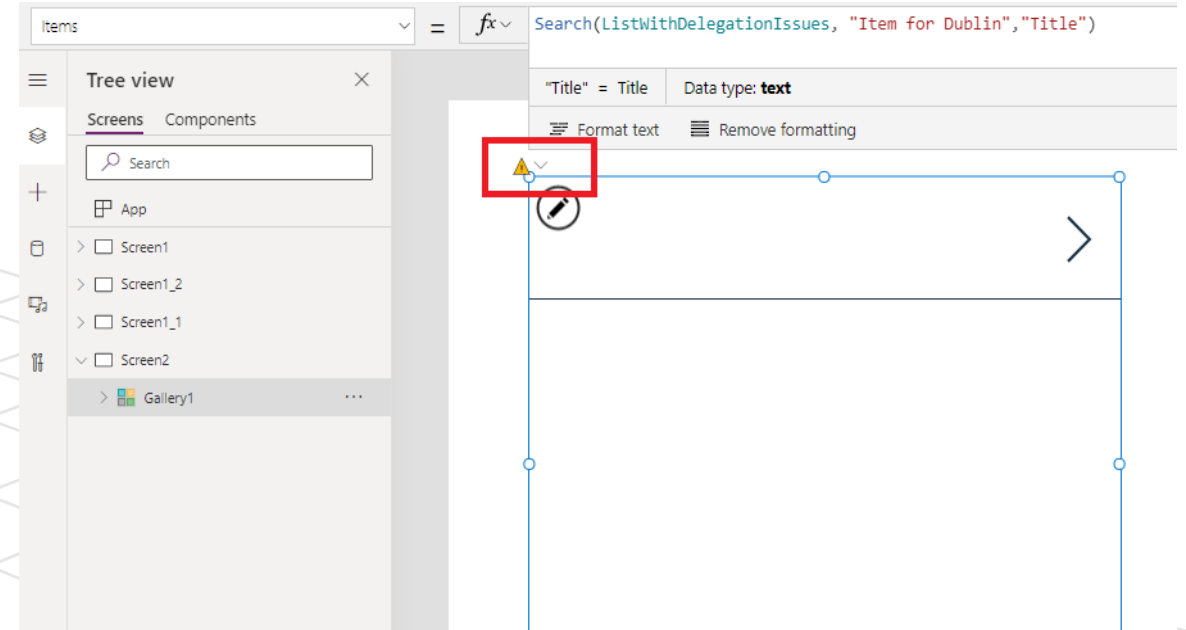 Items
=
fx
Search(ListWithDelegationIssues, "Item for Dublin","Title")
"Title" = Title Data type: text
Format text Remove formatting
Tree view
Screens Components
Search
App
Screen1
Screen1_2
Screen1_1
Screen2
Gallery1